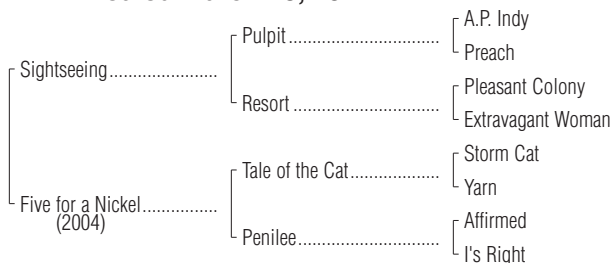 A.P. Indy
Pulpit
Preach
Sightseeing
Pleasant Colony
Resort
Extravagant Woman
Storm Cat
Tale of the Cat
Yarn
Five for a Nickel
(2004)
Affirmed
Penilee
I's Right